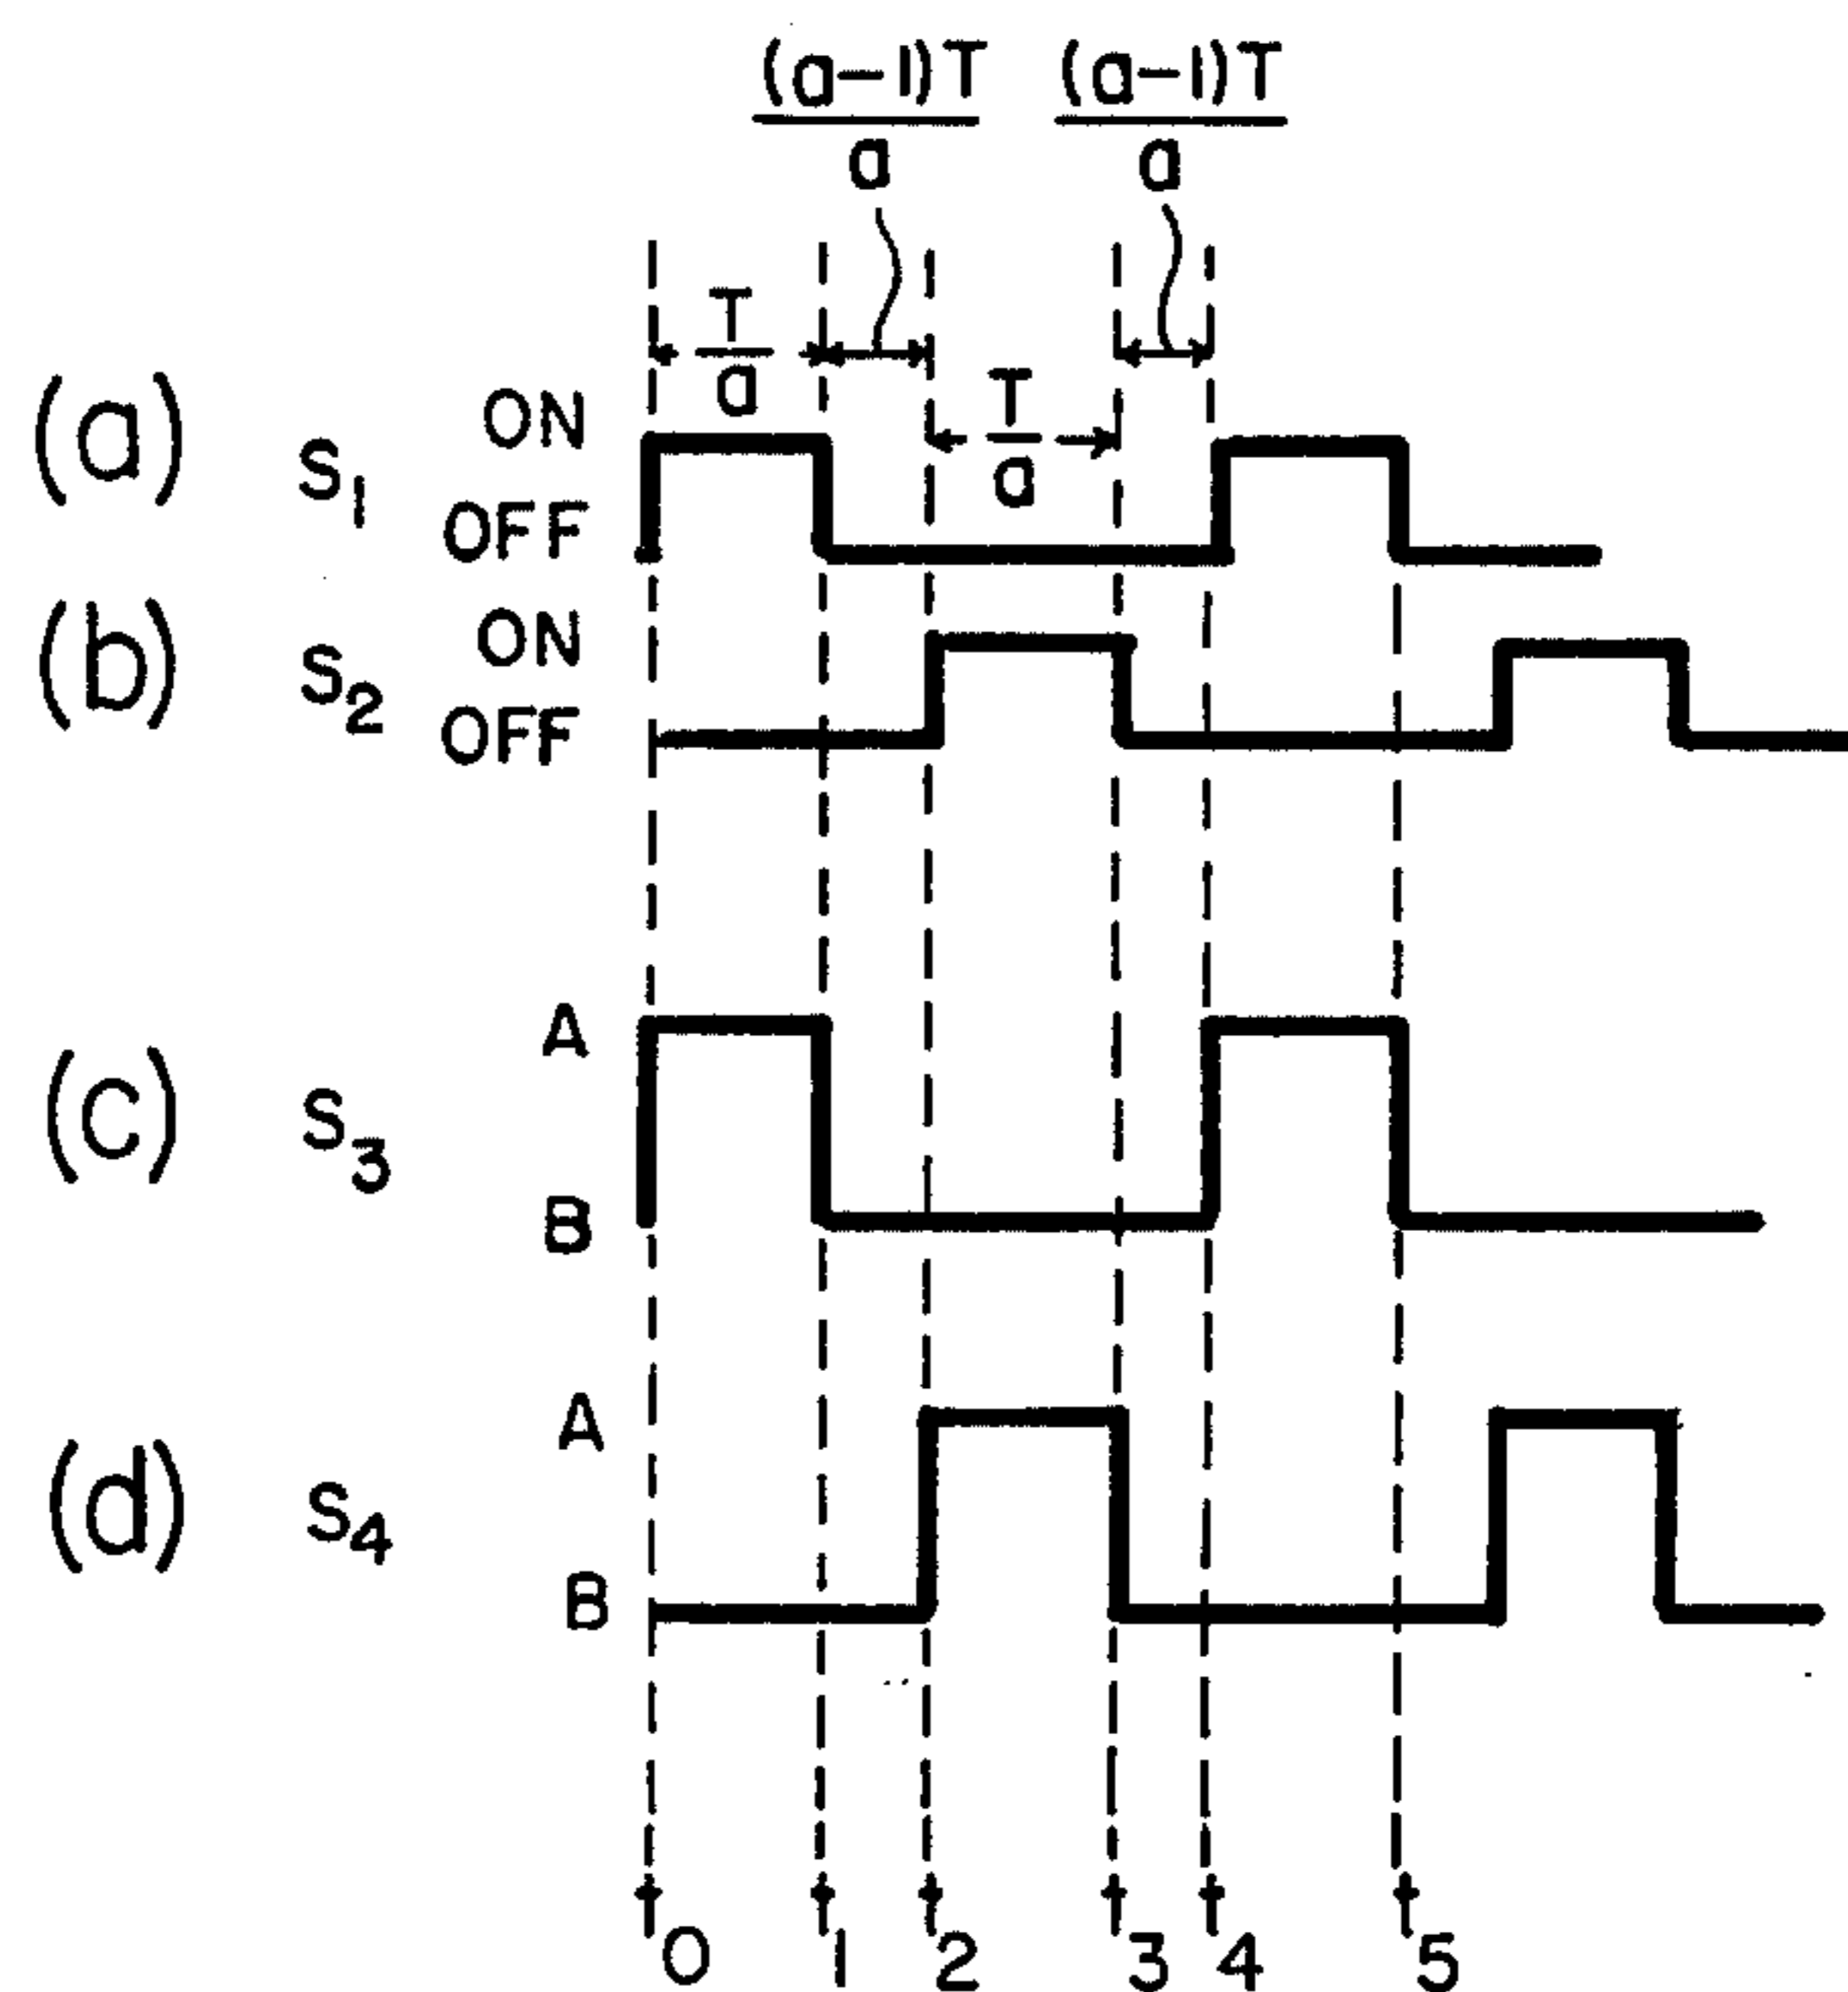 (a-1)T (a-1)T
a a
T
a
T
a
(a) S1 ON
OFF
(b) S2 ON
OFF
(c) S3 A
B
(d) S4 A
B
t0 t1 t2 t3 t4 t5